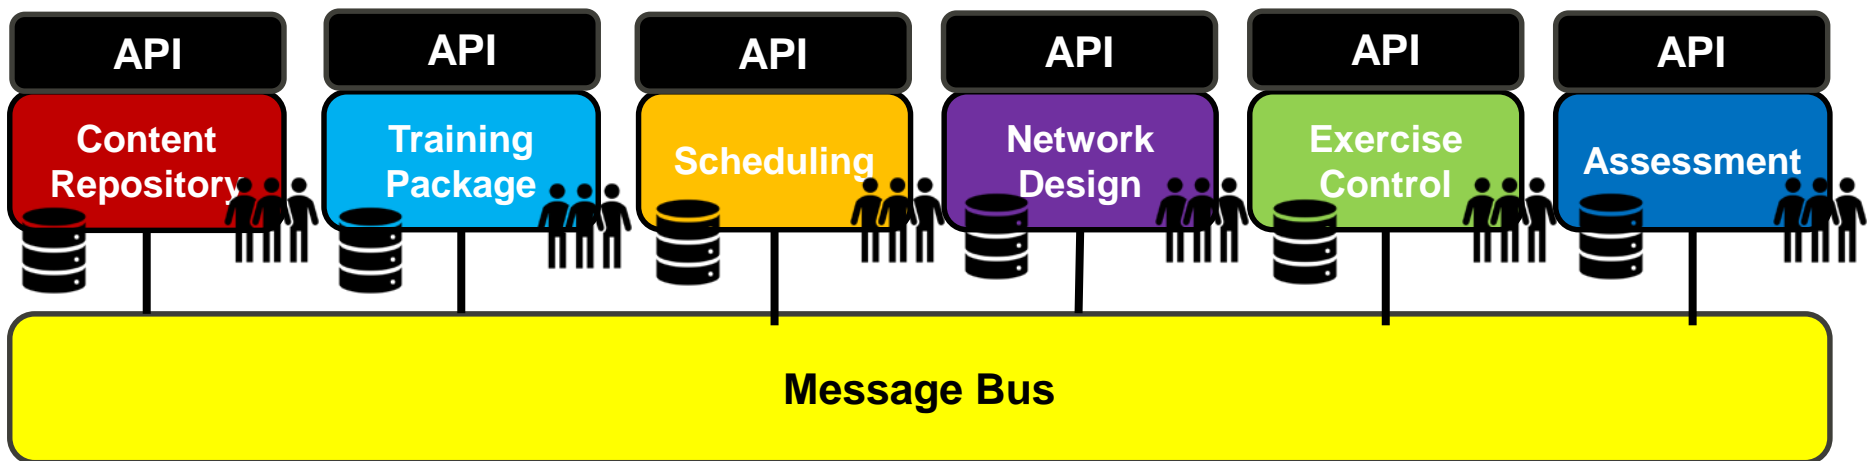 API
API
API
API
API
API
Content
Repository
Training
Package
Scheduling
Network
Design
Exercise
Control
Assessment
Message Bus